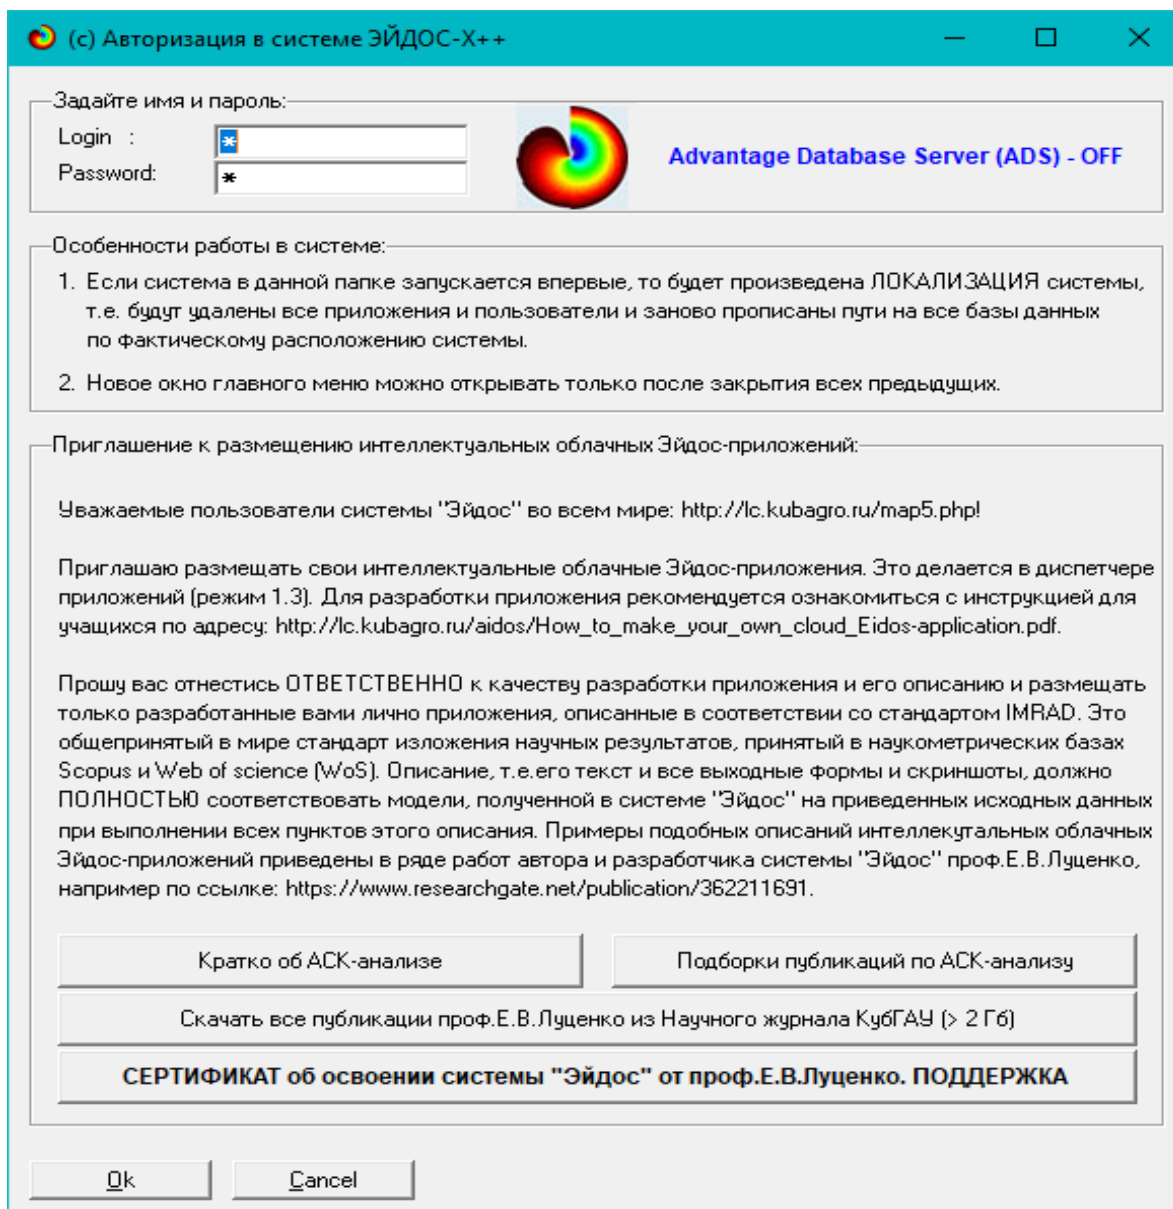 (c) Авторизация в системе ЭЙДОС-X++
Задайте имя и пароль:
Login :
*
Password:
*
Advantage Database Server (ADS) - OFF
Особенности работы в системе:
1. Если система в данной папке запускается впервые, то будет произведена ЛОКАЛИЗАЦИЯ системы,
т.е. будут удалены все приложения и пользователи и заново прописаны пути на все базы данных
по фактическому расположению системы.
2. Новое окно главного меню можно открывать только после закрытия всех предыдущих.
Приглашение к размещению интеллектуальных облачных Эйдос-приложений:
Уважаемые пользователи системы "Эйдос" во всем мире: http://lc.kubagro.ru/map5.php!
Приглашаю размещать свои интеллектуальные облачные Эйдос-приложения. Это делается в диспетчере
приложений (режим 1.3). Для разработки приложения рекомендуется ознакомиться с инструкцией для
учащихся по адресу: http://lc.kubagro.ru/aidos/How_to_make_your_own_cloud_Eidos-application.pdf.
Прошу вас отнестись ОТВЕТСТВЕННО к качеству разработки приложения и его описанию и размещать
только разработанные вами лично приложения, описанные в соответствии со стандартом IMRAD. Это
общепринятый в мире стандарт изложения научных результатов, принятый в наукометрических базах
Scopus и Web of science (WoS). Описание, т.е.его текст и все выходные формы и скриншоты, должно
ПОЛНОСТЬЮ соответствовать модели, полученной в системе "Эйдос" на приведенных исходных данных
при выполнении всех пунктов этого описания. Примеры подобных описаний интеллекутальных облачных
Эйдос-приложений приведены в ряде работ автора и разработчика системы "Эйдос" проф.Е.В.Луценко,
например по ссылке: https://www.researchgate.net/publication/362211691.
Кратко об АСК-анализе
Подборки публикаций по АСК-анализу
Скачать все публикации проф.Е.В.Луценко из Научного журнала КубГАУ (> 2 Гб)
СЕРТИФИКАТ об освоении системы "Эйдос" от проф.Е.В.Луценко. ПОДДЕРЖКА
Ok
Cancel